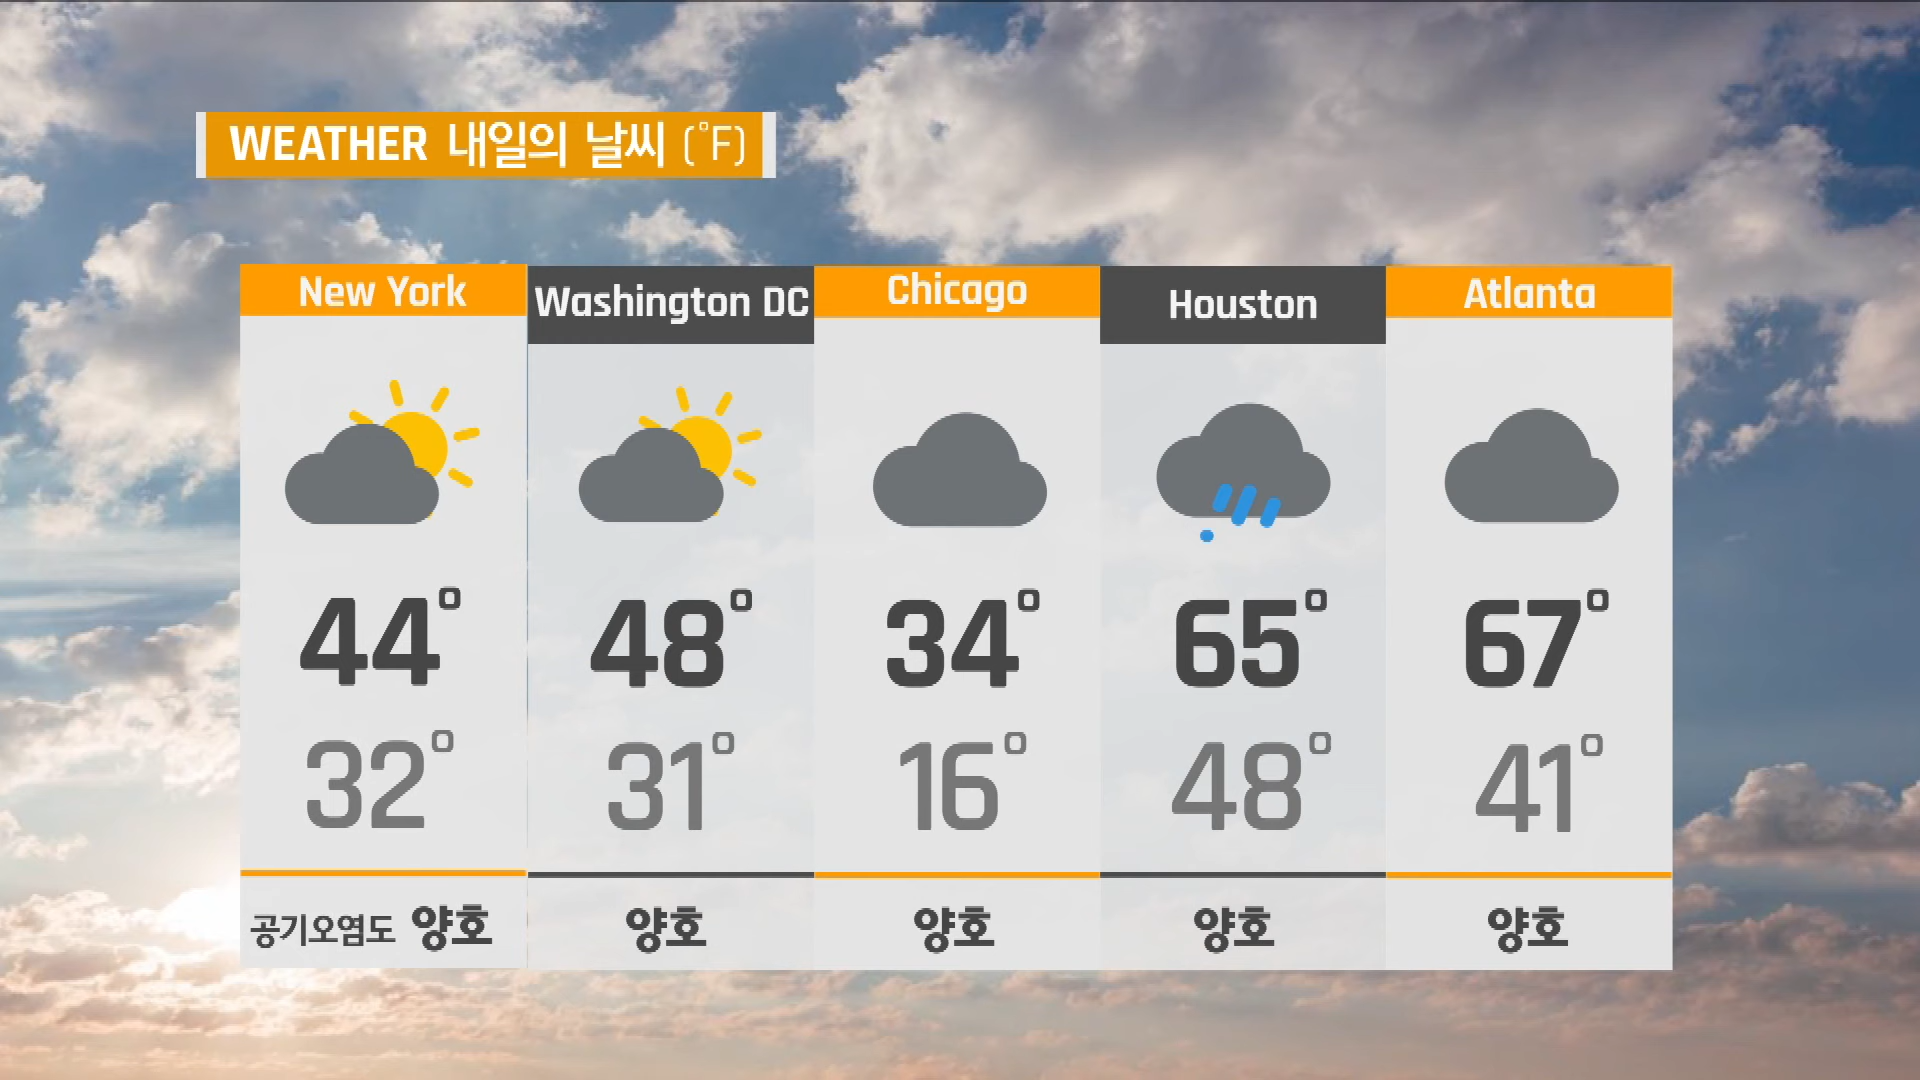 WEATHER 내일의 날씨 (°F)
New York
Washington DC
Chicago
Houston
Atlanta
44°
48°
34°
65°
67°
32°
31°
16°
48°
41°
공기오염도 양호
양호
양호
양호
양호